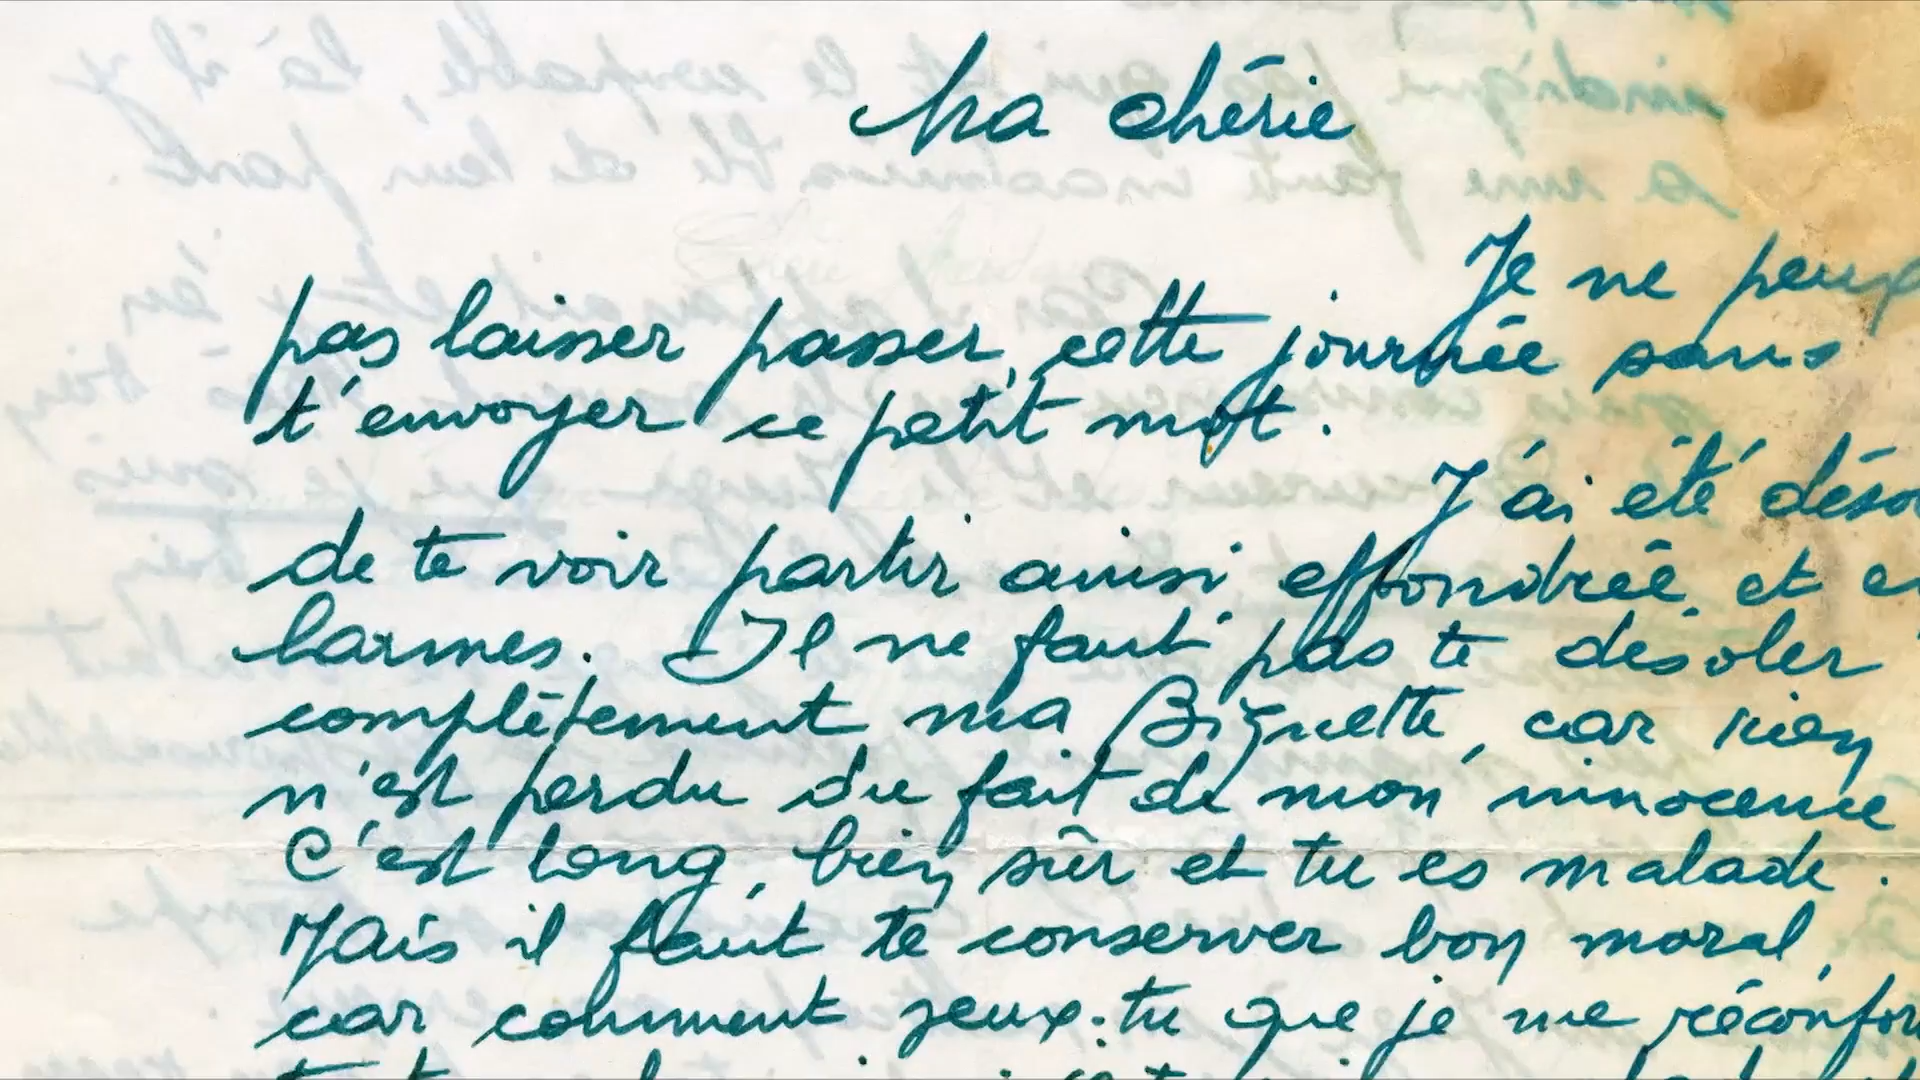 Ma chérie
Je ne peux
pas laisser passer, cette journée sans
t'envoyer ce petit mot.
J'ai été déso
de te voir partir ainsi effondrée, et e
larmes. Il ne faut pas te désoler
complètement ma Biquette, car rien
n'est perdu du fait de mon innocence
C'est long, bien sûr et tu es malade.
Mais il faut te conserver bon moral,
car comment veux-tu que je me réconfor